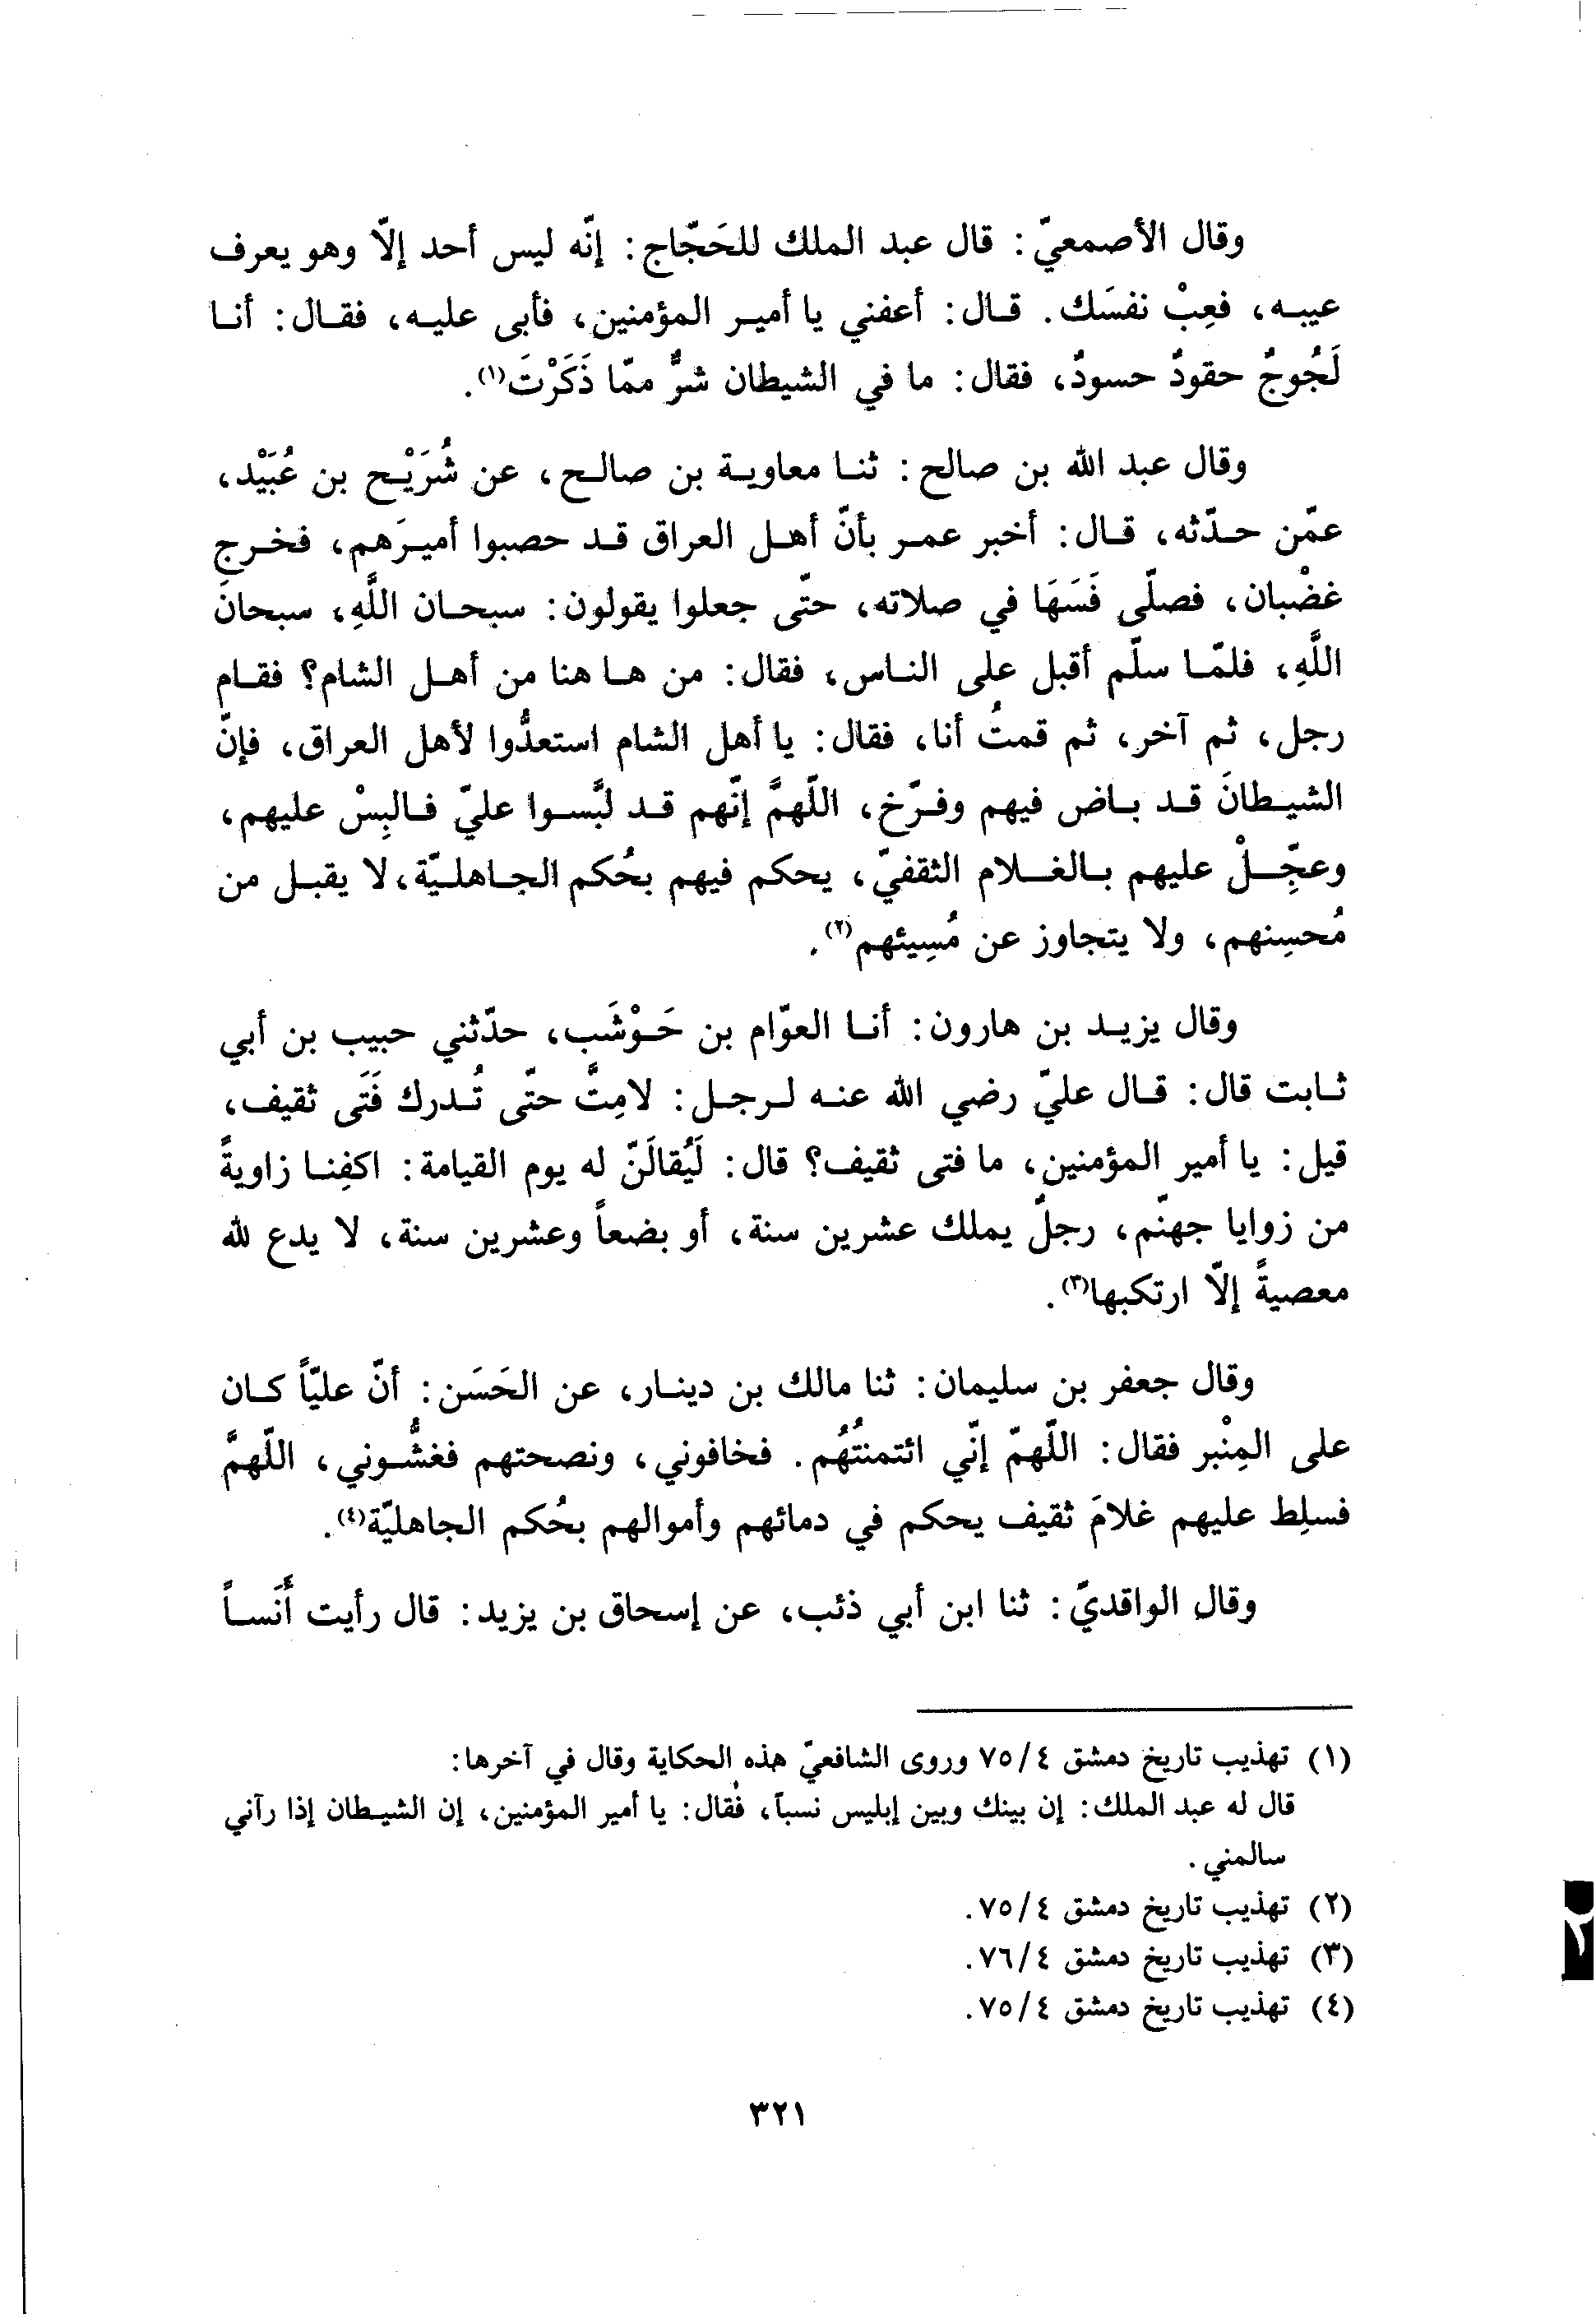 وقال الأصمعيّ: قال عبد الملك للحَجّاج: إنّه ليس أحد إلّا وهو يعرف
عيبه، فعِبْ نفسَك. قال: أعفني يا أمير المؤمنين، فأبى عليه، فقال: أنا
لَجُوجٌ حقودٌ حسودٌ، فقال: ما في الشيطان شرٌّ ممّا ذَكَرْتَ(١).
وقال عبد الله بن صالح: ثنا معاوية بن صالح، عن شُرَيْح بن عُبَيْد،
عمّن حدّثه، قال: أخبر عمر بأنّ أهل العراق قد حصبوا أميرَهم، فخرج
غضْبان، فصلّى فَسَهَا في صلاته، حتّى جعلوا يقولون: سبحان اللَّهِ، سبحانَ
اللَّهِ، فلمّا سلّم أقبل على الناس، فقال: من ها هنا من أهل الشام؟ فقام
رجل، ثم آخر، ثم قمتُ أنا، فقال: يا أهل الشام استعدُّوا لأهل العراق، فإنّ
الشيطانَ قد باض فيهم وفرّخ، اللّهمَّ إنّهم قد لبَّسوا عليّ فالبِسْ عليهم،
وعجِّلْ عليهم بالغلام الثقفيّ، يحكم فيهم بحُكم الجاهليّة، لا يقبل من
مُحسِنهم، ولا يتجاوز عن مُسِيئهم(٢).
وقال يزيد بن هارون: أنا العوّام بن حَوْشَب، حدّثني حبيب بن أبي
ثابت قال: قال عليّ رضي الله عنه لرجل: لامِتَّ حتّى تُدرك فَتَى ثقيف،
قيل: يا أمير المؤمنين، ما فتى ثقيف؟ قال: لَيُقالَنّ له يوم القيامة: اكفِنا زاويةً
من زوايا جهنّم، رجلٌ يملك عشرين سنة، أو بضعاً وعشرين سنة، لا يدع لله
معصيةً إلّا ارتكبها(٣).
وقال جعفر بن سليمان: ثنا مالك بن دينار، عن الحَسَن: أنّ عليّاً كان
على المِنْبر فقال: اللّهمّ إنّي ائتمنتُهُم. فخافوني، ونصحتهم فغشُّوني، اللّهمَّ
فسلِط عليهم غلامَ ثقيف يحكم في دمائهم وأموالهم بحُكم الجاهليّة(٤).
وقال الواقديّ: ثنا ابن أبي ذئب، عن إسحاق بن يزيد: قال رأيت أَنَساً
(١) تهذيب تاريخ دمشق ٧٥/٤ وروى الشافعيّ هذه الحكاية وقال في آخرها:
قال له عبد الملك: إن بينك وبين إبليس نسباً، فقال: يا أمير المؤمنين، إن الشيطان إذا رآني
سالمني.
(٢) تهذيب تاريخ دمشق ٧٥/٤.
(٣) تهذيب تاريخ دمشق ٧٦/٤.
(٤) تهذيب تاريخ دمشق ٧٥/٤.
٣٢١